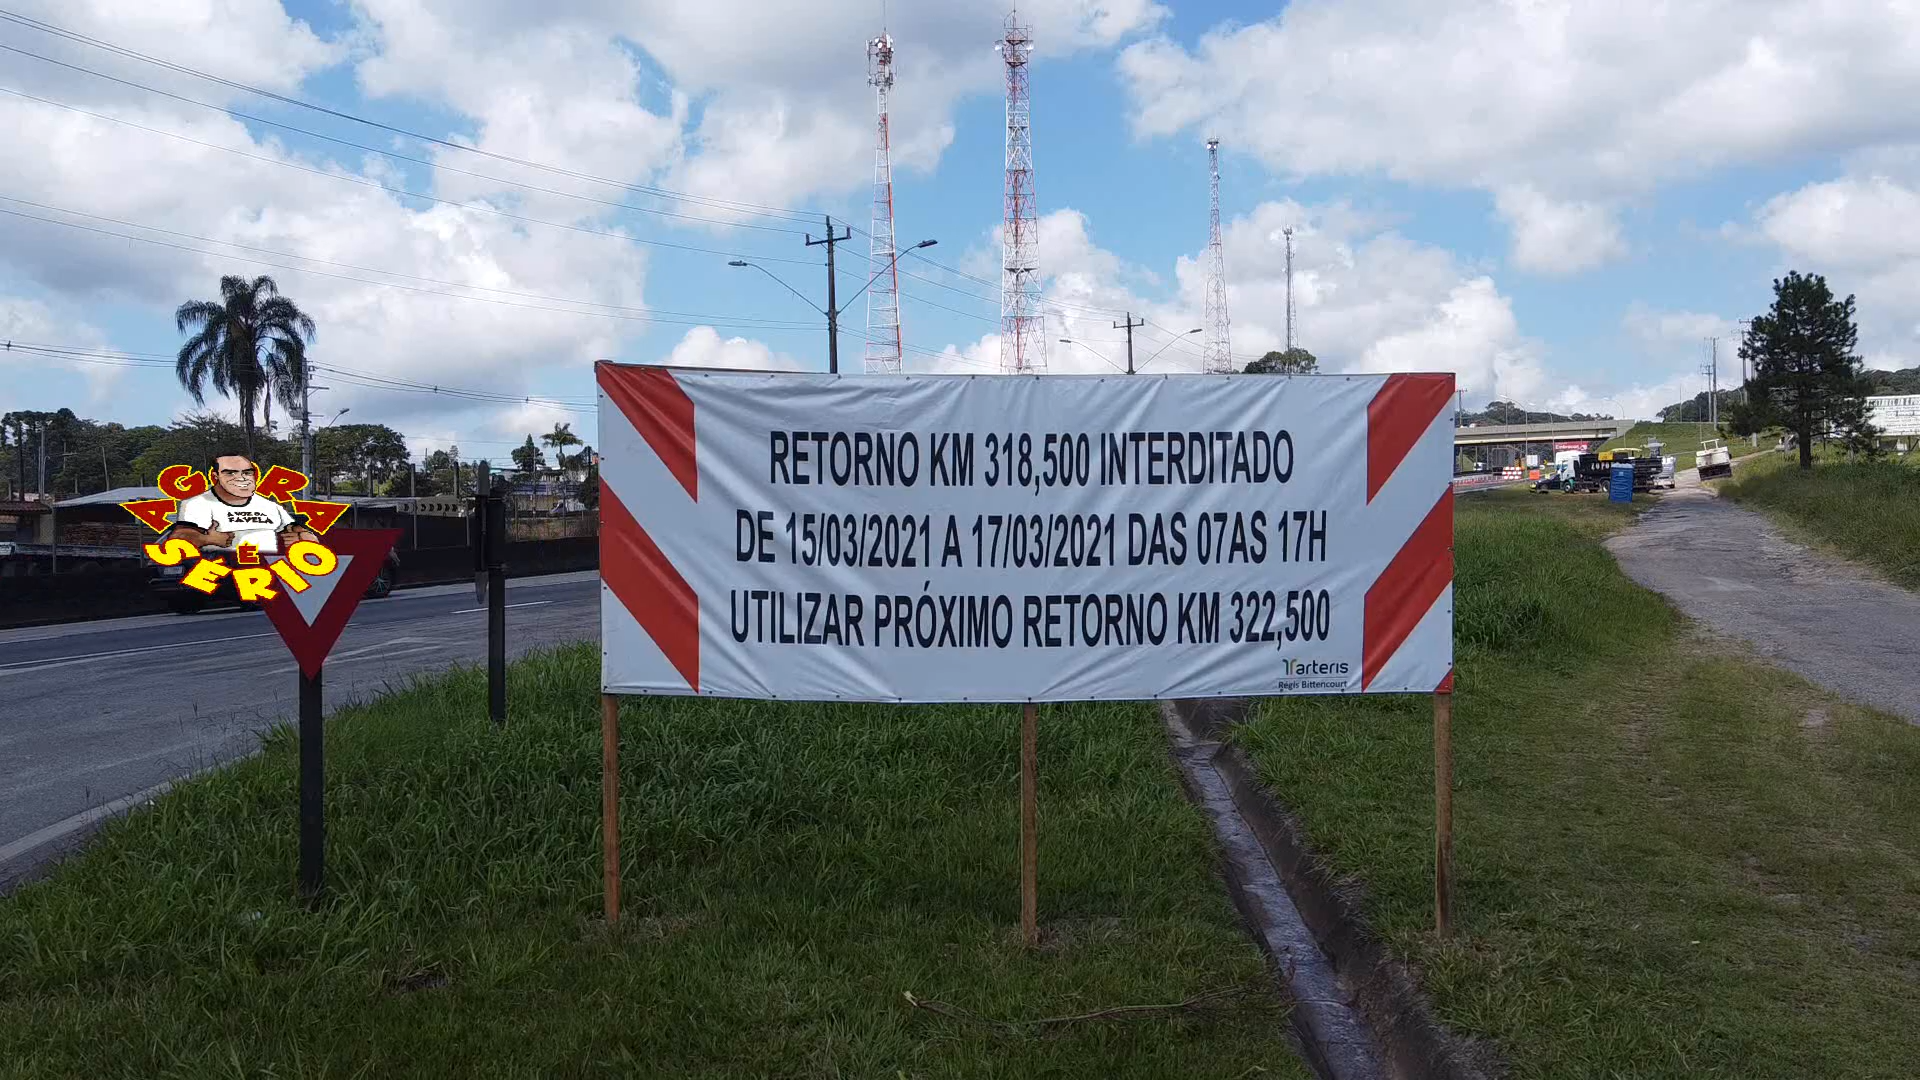 RETORNO KM 318,500 INTERDITADO
DE 15/03/2021 A 17/03/2021 DAS 07AS 17H
UTILIZAR PRÓXIMO RETORNO KM 322,500
arteris
Régis Bittencourt
AGORA
A VOZ DA
FAVELA
É
SÉRIO